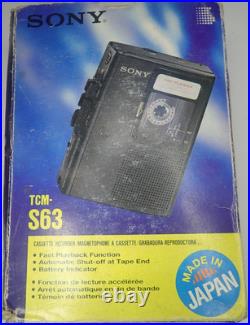 SONY
SONY
TCM-
S63
CASSETTE RECORDER/MAGNETOPHONE A CASSETTE/GRABADORA-REPRODUCTORA
• Fast Playback Function
• Automatic Shut-off at Tape End
• Battery Indicator
• Fonction de lecture accélérée
• Arrêt automatique en fin de bande
• Témoin de batterie
MADE IN
JAPAN